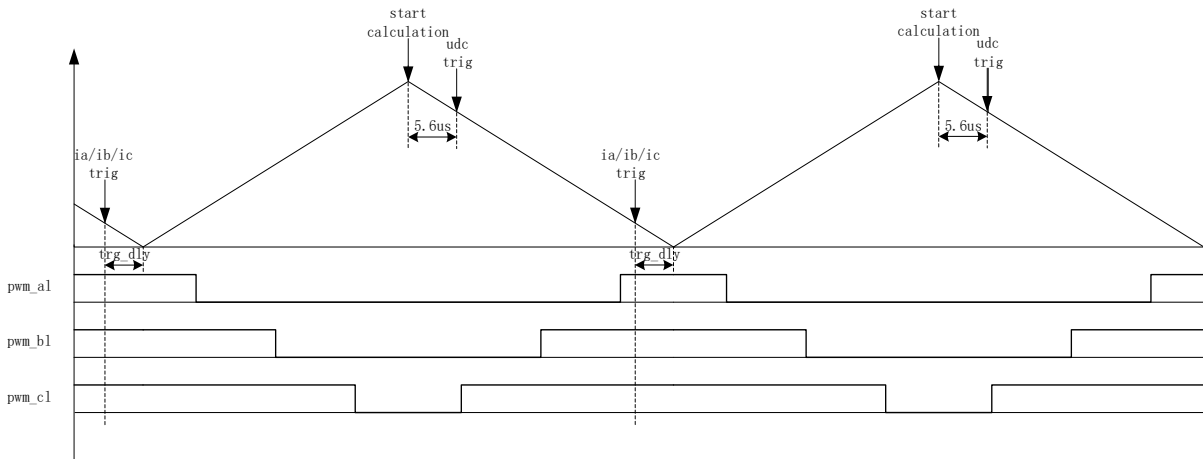 start
calculation
udc
trig
5.6us
start
calculation
udc
trig
5.6us
ia/ib/ic
trig
ia/ib/ic
trig
trg_dly
trg_dly
pwm_al
pwm_bl
pwm_cl